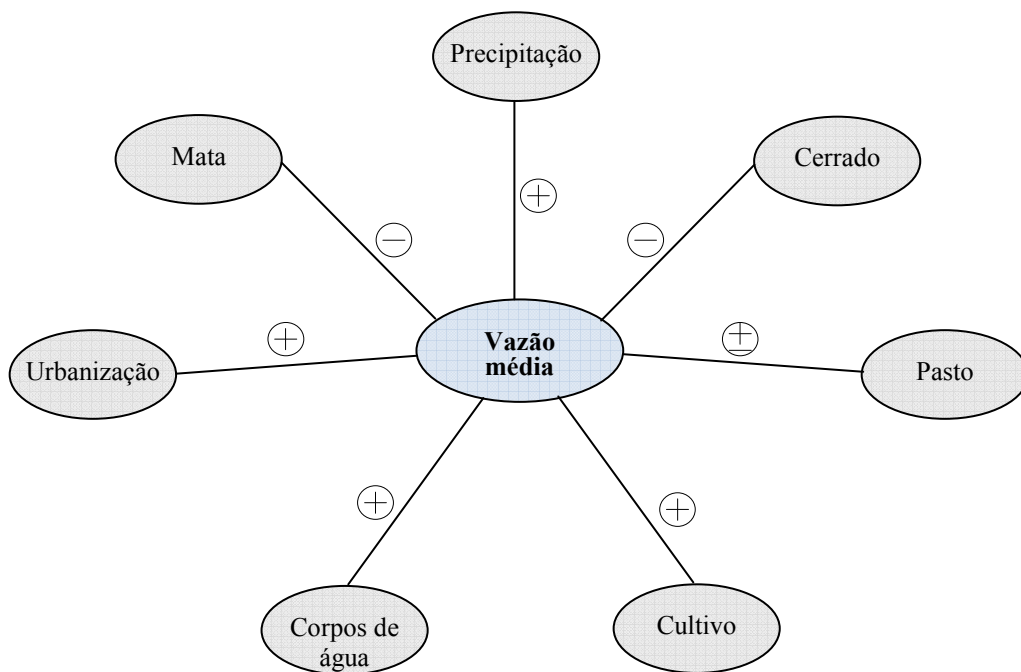 Precipitação
Mata
Cerrado
+
−
−
Vazão
média
+
±
Urbanização
Pasto
+
+
Corpos de
água
Cultivo